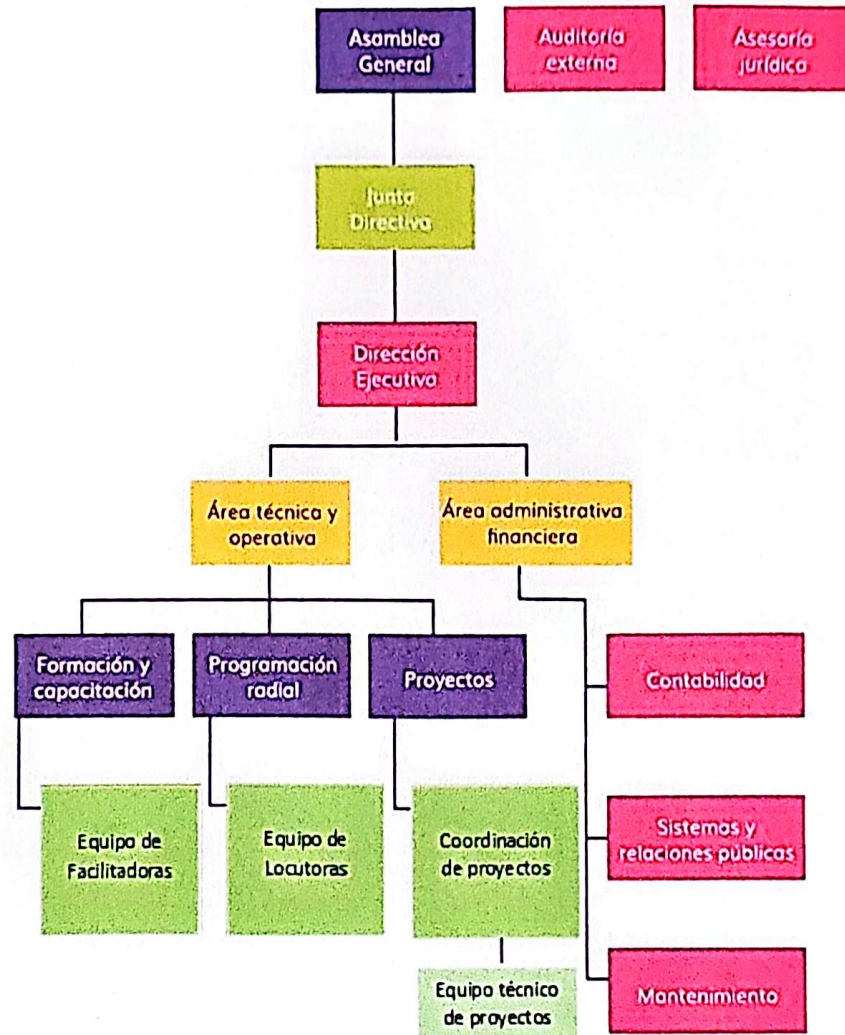 Asamblea
General
Auditoría
externa
Asesoría
jurídica
Junta
Directiva
Dirección
Ejecutiva
Área técnica y
operativa
Área administrativa
financiera
Formación y
capacitación
Programación
radial
Proyectos
Contabilidad
Equipo de
Facilitadoras
Equipo de
Locutoras
Coordinación
de proyectos
Sistemas y
relaciones públicas
Equipo técnico
de proyectos
Mantenimiento